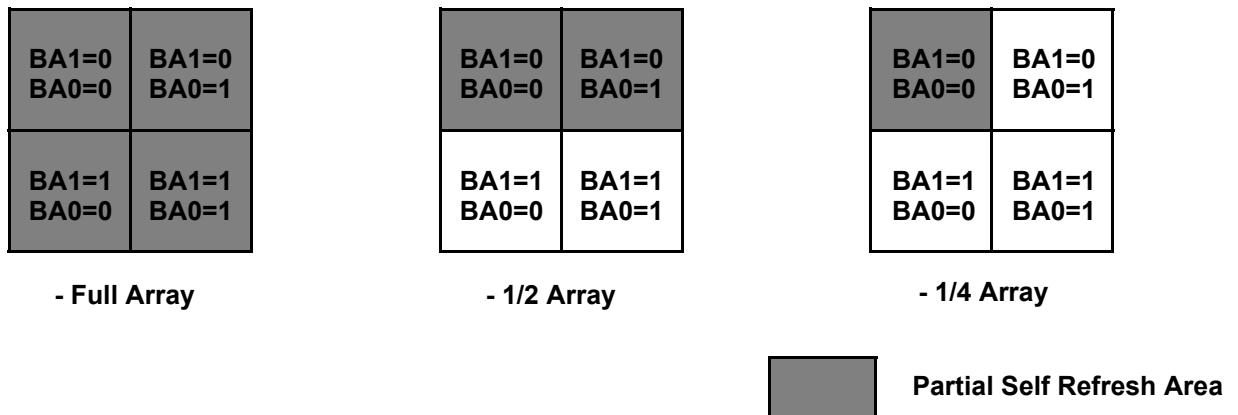 BA1=0 BA1=0 BA1=0 BA1=0 BA1=0 BA1=0
BA0=0 BA0=1 BA0=0 BA0=1 BA0=0 BA0=1
BA1=1 BA1=1 BA1=1 BA1=1 BA1=1 BA1=1
BA0=0 BA0=1 BA0=0 BA0=1 BA0=0 BA0=1
- Full Array - 1/2 Array - 1/4 Array
Partial Self Refresh Area